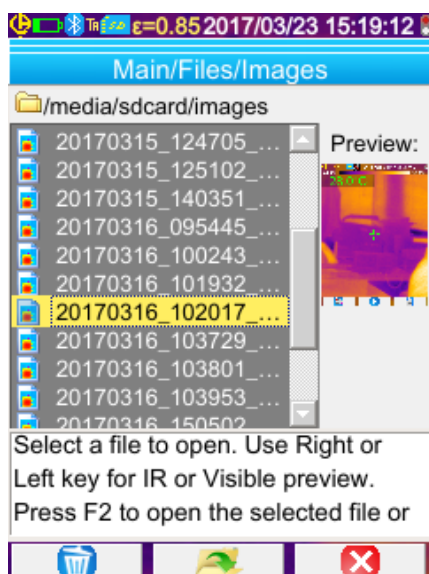 ε=0.85 2017/03/23 15:19:12
Main/Files/Images
/media/sdcard/images
20170315_124705_...
Preview:
20170315_125102_...
20170315_140351_...
20170316_095445_...
20170316_100243_...
20170316_101932_...
20170316_102017_...
20170316_103729_...
20170316_103801_...
20170316_103953_...
20170316_150502
Select a file to open. Use Right or
Left key for IR or Visible preview.
Press F2 to open the selected file or